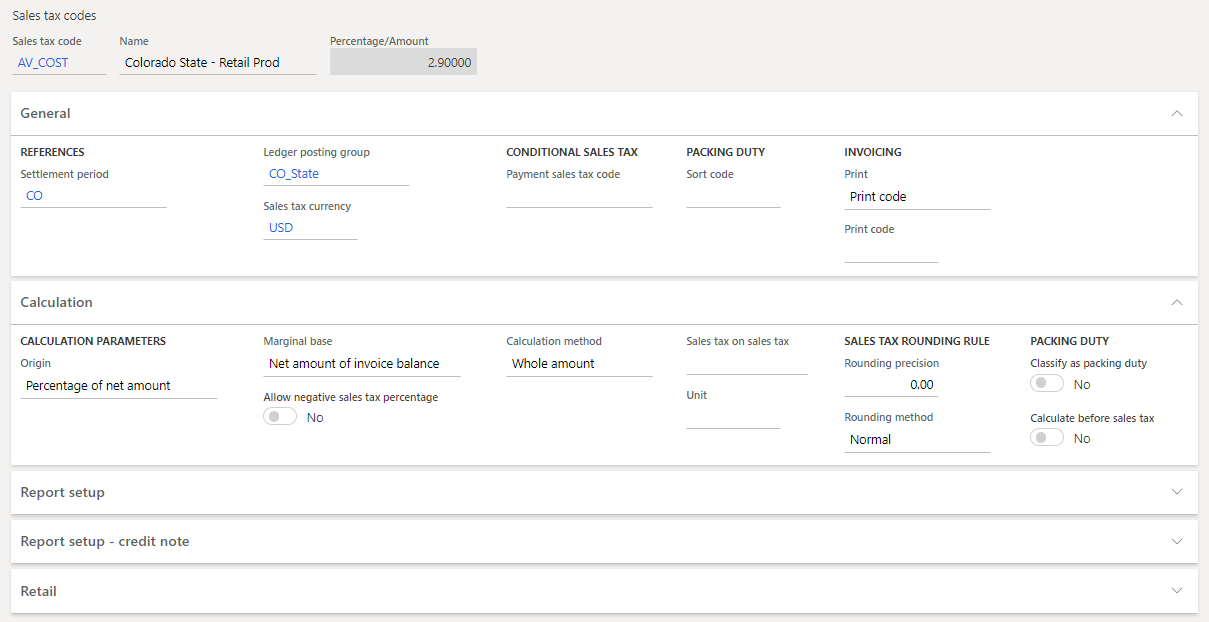 Sales tax codes
Sales tax code
Name
Percentage/Amount
AV_COST
Colorado State - Retail Prod
2.90000
General
REFERENCES
Settlement period
CO
Ledger posting group
CO_State
Sales tax currency
USD
CONDITIONAL SALES TAX
Payment sales tax code
PACKING DUTY
Sort code
INVOICING
Print
Print code
Print code
Calculation
CALCULATION PARAMETERS
Origin
Percentage of net amount
Marginal base
Net amount of invoice balance
Allow negative sales tax percentage
No
Calculation method
Whole amount
Sales tax on sales tax
Unit
SALES TAX ROUNDING RULE
Rounding precision
0.00
Rounding method
Normal
PACKING DUTY
Classify as packing duty
No
Calculate before sales tax
No
Report setup
Report setup - credit note
Retail